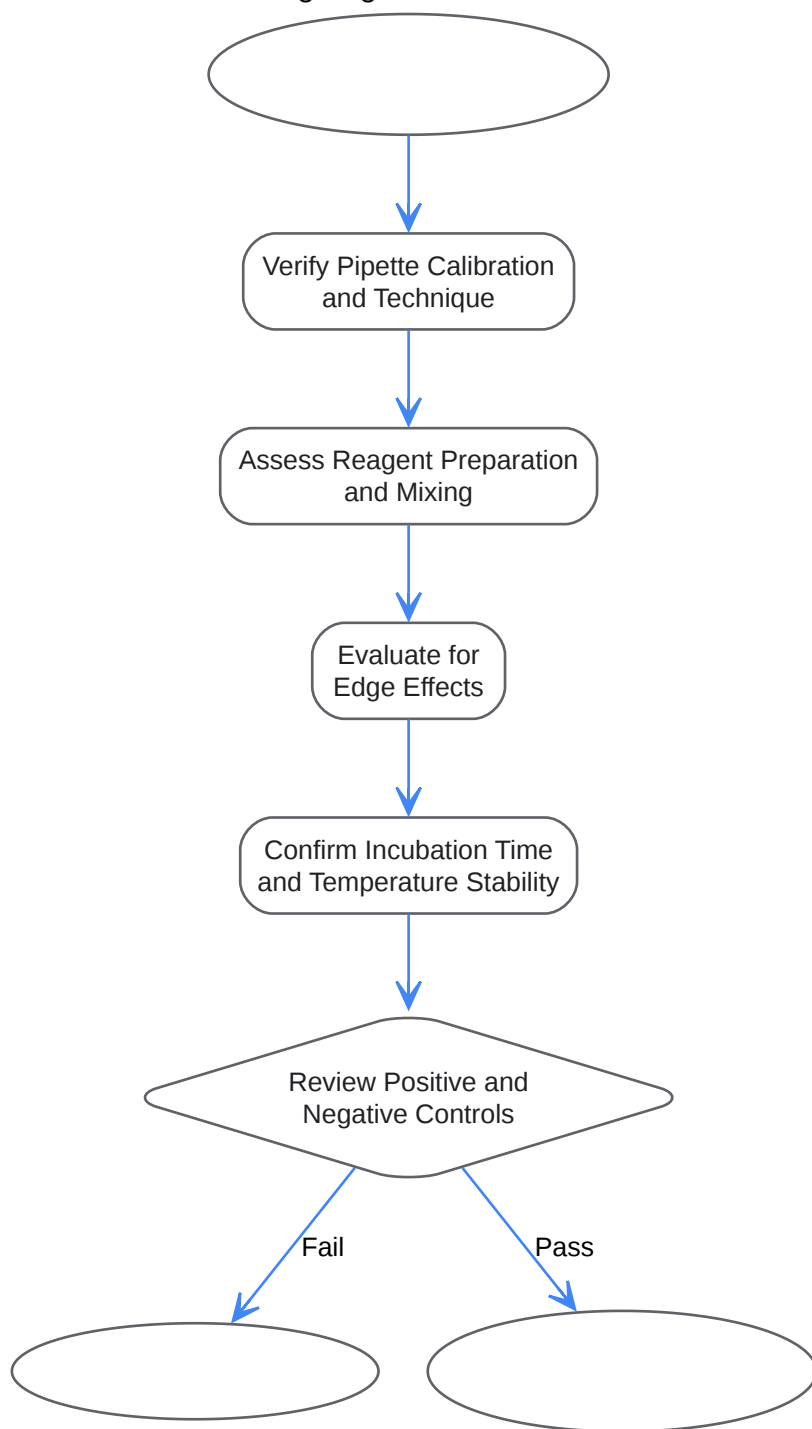 Verify Pipette Calibration
and Technique
Assess Reagent Preparation
and Mixing
Evaluate for
Edge Effects
Confirm Incubation Time
and Temperature Stability
Review Positive and
Negative Controls
Fail
Pass